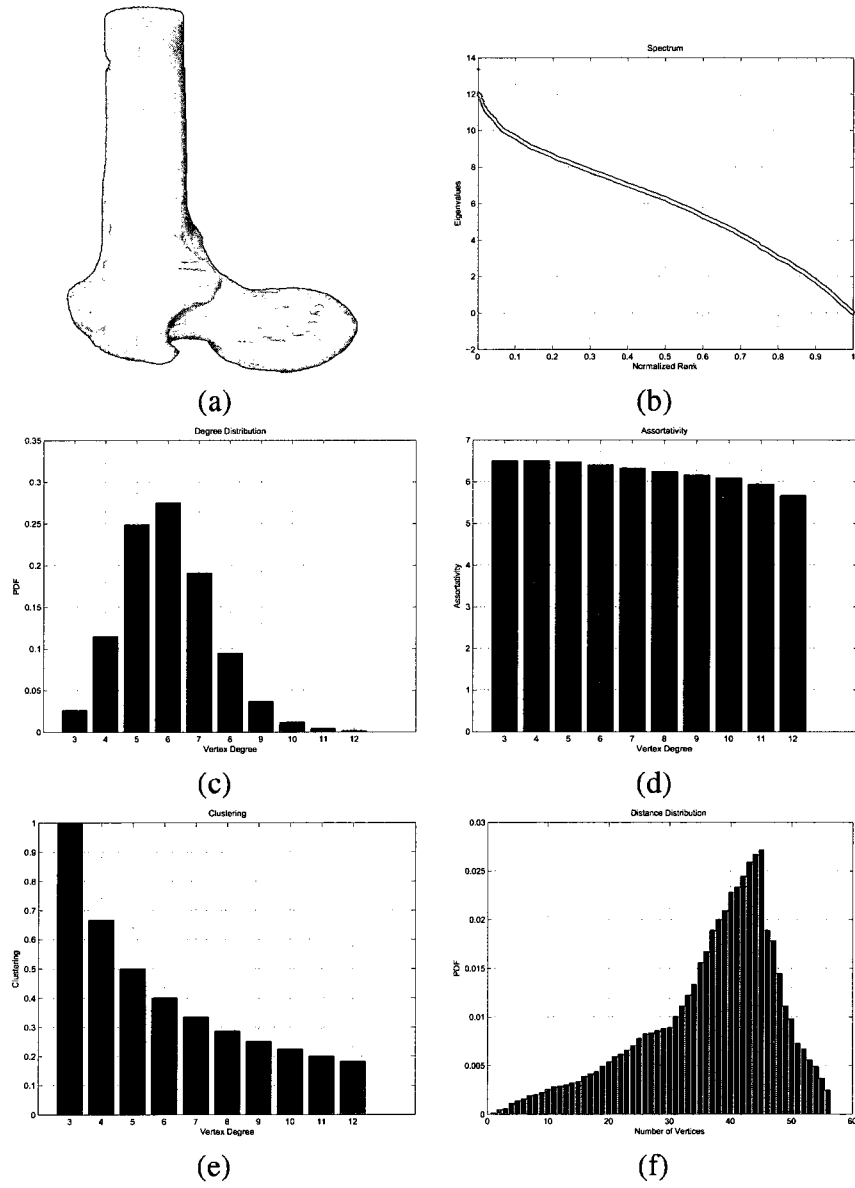 Spectrum
Eigenvalues
14
12
10
8
6
4
2
0
−2
0 0.1 0.2 0.3 0.4 0.5 0.6 0.7 0.8 0.9 1
Normalized Rank
(a)
(b)
Degree Distribution
PDF
0.35
0.3
0.25
0.2
0.15
0.1
0.05
0
3 4 5 6 7 8 9 10 11 12
Vertex Degree
(c)
Assortativity
Assortativity
7
6
5
4
3
2
1
0
3 4 5 6 7 8 9 10 11 12
Vertex Degree
(d)
Clustering
Clustering
1
0.9
0.8
0.7
0.6
0.5
0.4
0.3
0.2
0.1
0
3 4 5 6 7 8 9 10 11 12
Vertex Degree
(e)
Distance Distribution
PDF
0.03
0.025
0.02
0.015
0.01
0.005
0
0 10 20 30 40 50 60
Number of Vertices
(f)